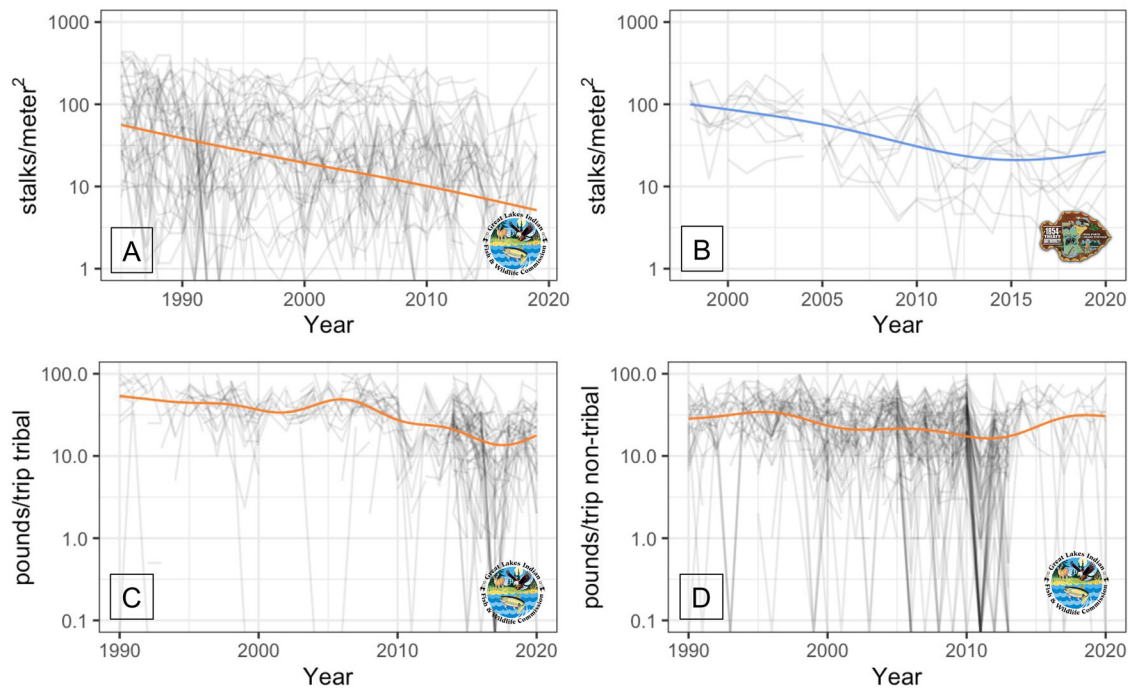 1000
100
10
1
stalks/meter²
A
Great Lakes Indian
Fish & Wildlife Commission
1990
2000
2010
2020
Year
1000
100
10
1
stalks/meter²
B
1854
TREATY
AUTHORITY
2000
2005
2010
2015
2020
Year
100.0
10.0
1.0
0.1
pounds/trip tribal
C
Great Lakes Indian
Fish & Wildlife Commission
1990
2000
2010
2020
Year
100.0
10.0
1.0
0.1
pounds/trip non-tribal
D
Great Lakes Indian
Fish & Wildlife Commission
1990
2000
2010
2020
Year